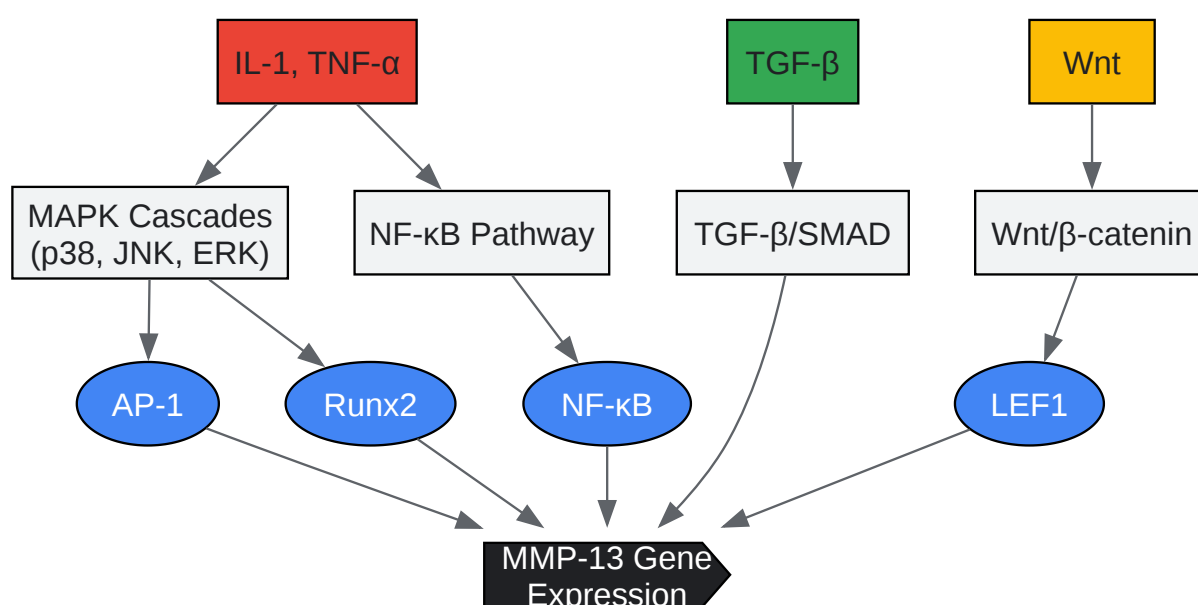 IL-1, TNF-α
TGF-β
Wnt
MAPK Cascades
(p38, JNK, ERK)
NF-κB Pathway
TGF-β/SMAD
Wnt/β-catenin
AP-1
Runx2
NF-κB
LEF1
MMP-13 Gene
Expression